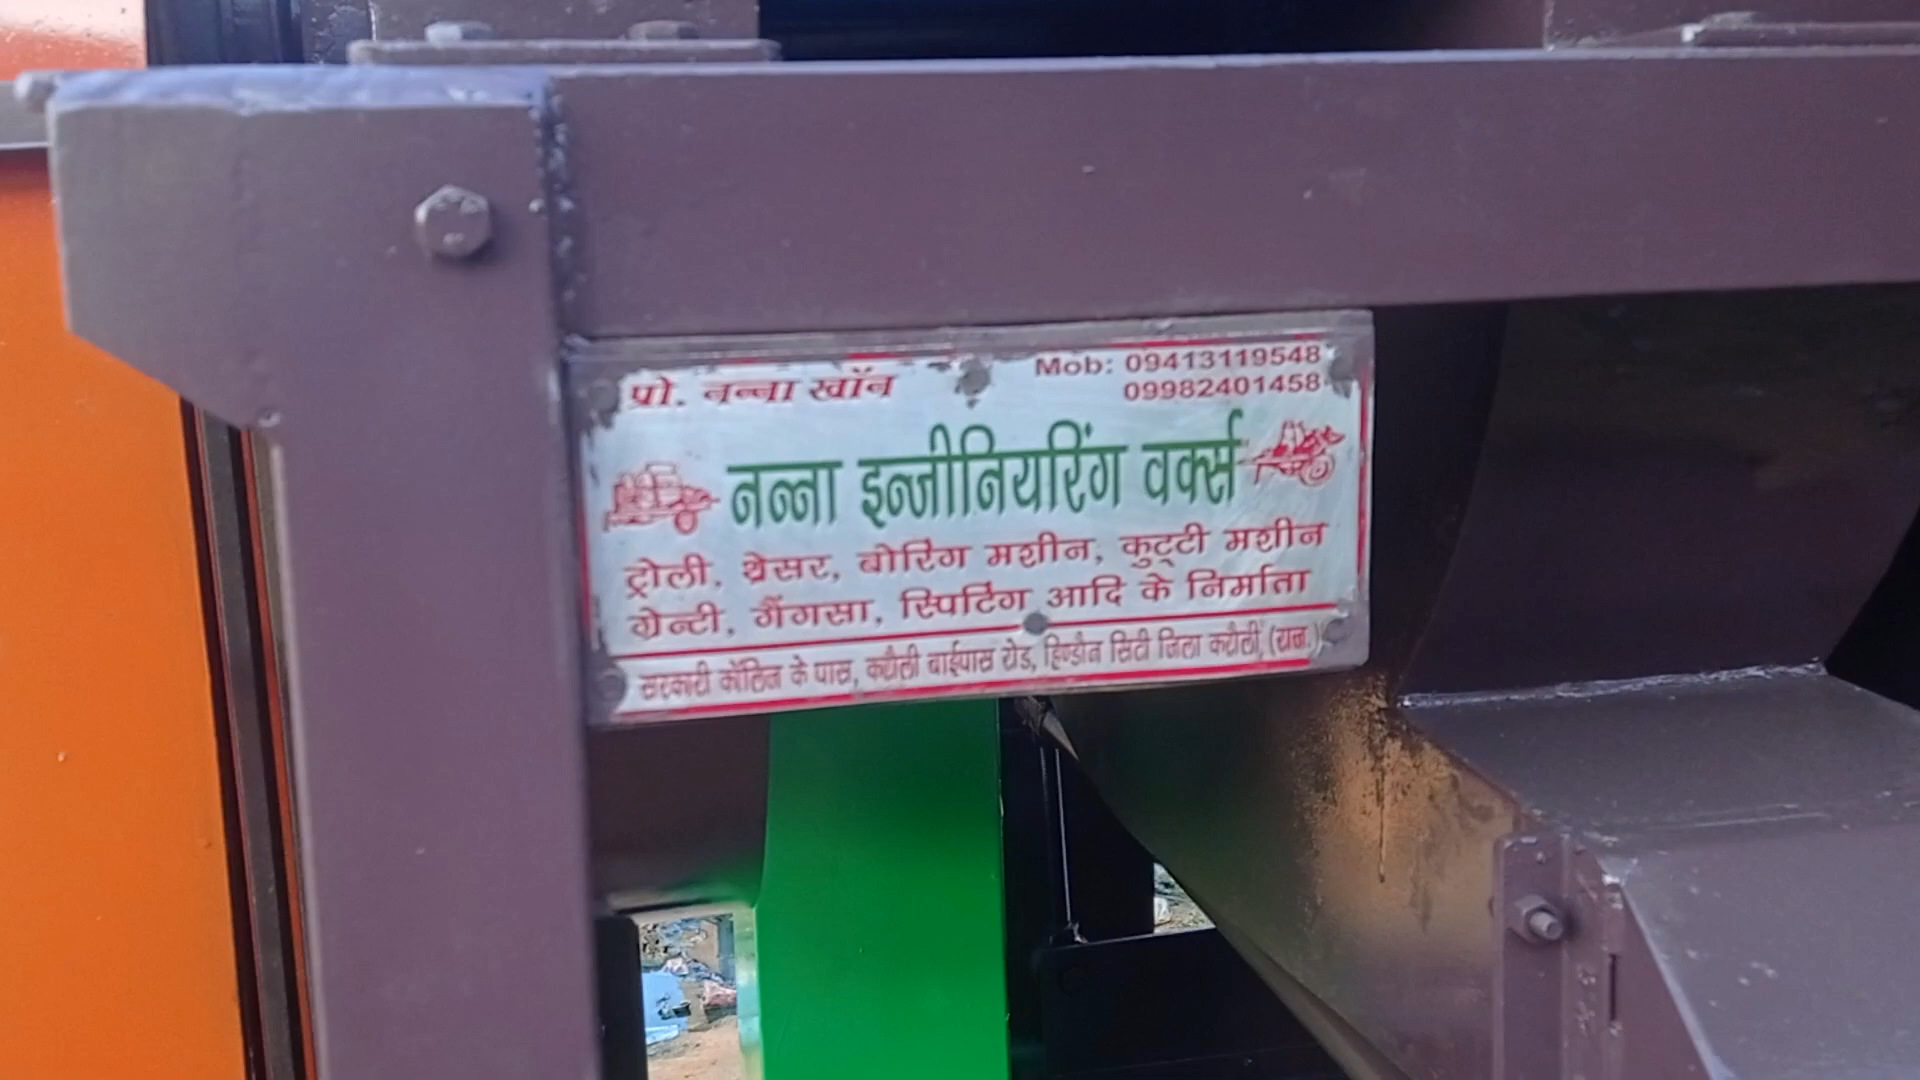 प्रो. नन्ना खॉन
Mob: 09413119548
09982401458
नन्ना इन्जीनियरिंग वर्क्स
ट्रोली, थ्रेसर, बोरिंग मशीन, कुट्टी मशीन
ग्रेन्टी, गैंगसा, स्पिटिंग आदि के निर्माता
सरकारी कॉलिज के पास, करौली बाईपास रोड, हिण्डौन सिटी जिला करौली, (राज.)